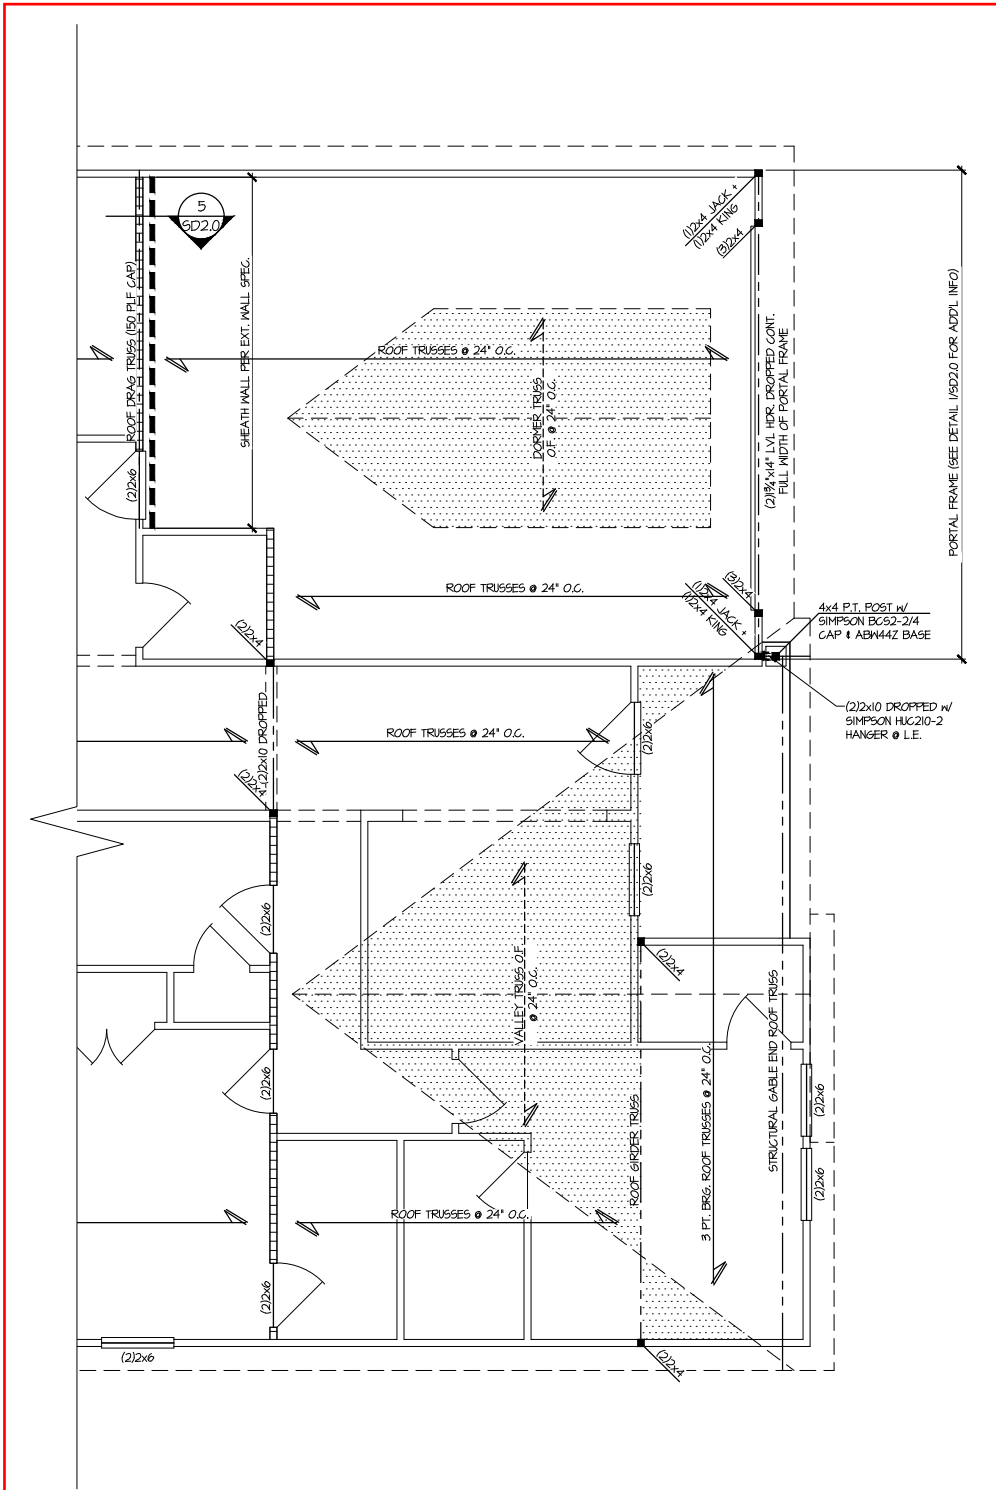 5
SD2.0
(1)2x4 JACK +
(1)2x4 KING
(3)2x4
ROOF DRAG TRUSS (150 PLF CAP)
SHEATH WALL PER EXT. WALL SPEC.
ROOF TRUSSES @ 24" O.C.
DORMER TRUSS
O.F @ 24" O.C.
(2)1¾"x14" LVL HDR. DROPPED CONT.
FULL WIDTH OF PORTAL FRAME
PORTAL FRAME (SEE DETAIL 1/SD2.0 FOR ADD'L INFO)
(2)2x6
ROOF TRUSSES @ 24" O.C.
(3)2x4
(1)2x4 JACK +
(1)2x4 KING
4x4 P.T. POST W/
SIMPSON BCS2-2/4
CAP & ABW44Z BASE
(2)2x4
(2)2x10 DROPPED
(2)2x4
ROOF TRUSSES @ 24" O.C.
(2)2x6
(2)2x10 DROPPED W/
SIMPSON HUC210-2
HANGER @ L.E.
(2)2x6
(2)2x6
VALLEY TRUSS O.F
@ 24" O.C.
(2)2x4
STRUCTURAL GABLE END ROOF TRUSS
(2)2x6
3 PT. BRG. ROOF TRUSSES @ 24" O.C.
ROOF GIRDER TRUSS
(2)2x6
(2)2x6
ROOF TRUSSES @ 24" O.C.
(2)2x6
(2)2x6
(2)2x4